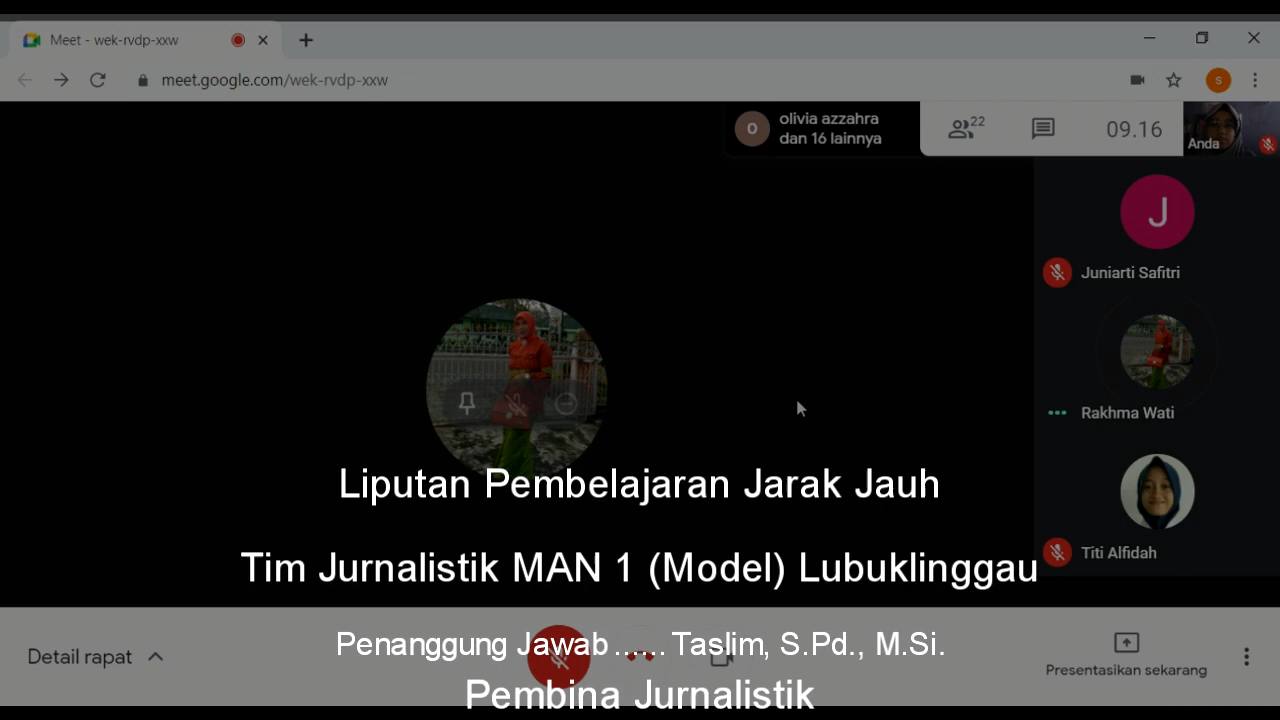 Meet - wek-rvdp-xxw
meet.google.com/wek-rvdp-xxw
S
O
olivia azzahra
dan 16 lainnya
22
09.16
Anda
J
Juniarti Safitri
Rakhma Wati
Titi Alfidah
Liputan Pembelajaran Jarak Jauh
Tim Jurnalistik MAN 1 (Model) Lubuklinggau
Penanggung Jawab...... Taslim, S.Pd., M.Si.
Pembina Jurnalistik
Detail rapat
Presentasikan sekarang